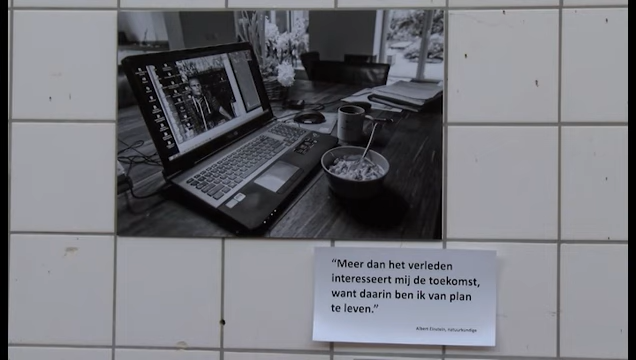 “Meer dan het verleden
interesseert mij de toekomst,
want daarin ben ik van plan
te leven.”
Albert Einstein, natuurkundige